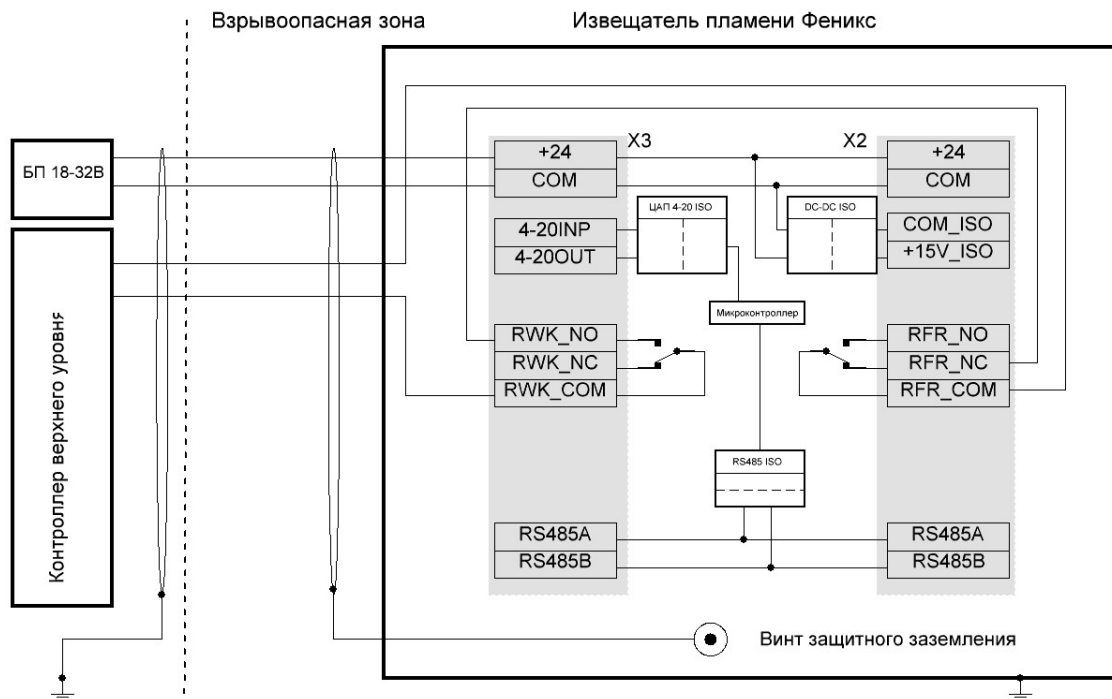 Взрывоопасная зона
Извещатель пламени Феникс
БП 18-32В
Контроллер верхнего уровня
X3
+24
COM
4-20INP
4-20OUT
RWK_NO
RWK_NC
RWK_COM
RS485A
RS485B
ЦАП 4-20 ISO
DC-DC ISO
Микроконтроллер
RS485 ISO
X2
+24
COM
COM_ISO
+15V_ISO
RFR_NO
RFR_NC
RFR_COM
RS485A
RS485B
Винт защитного заземления